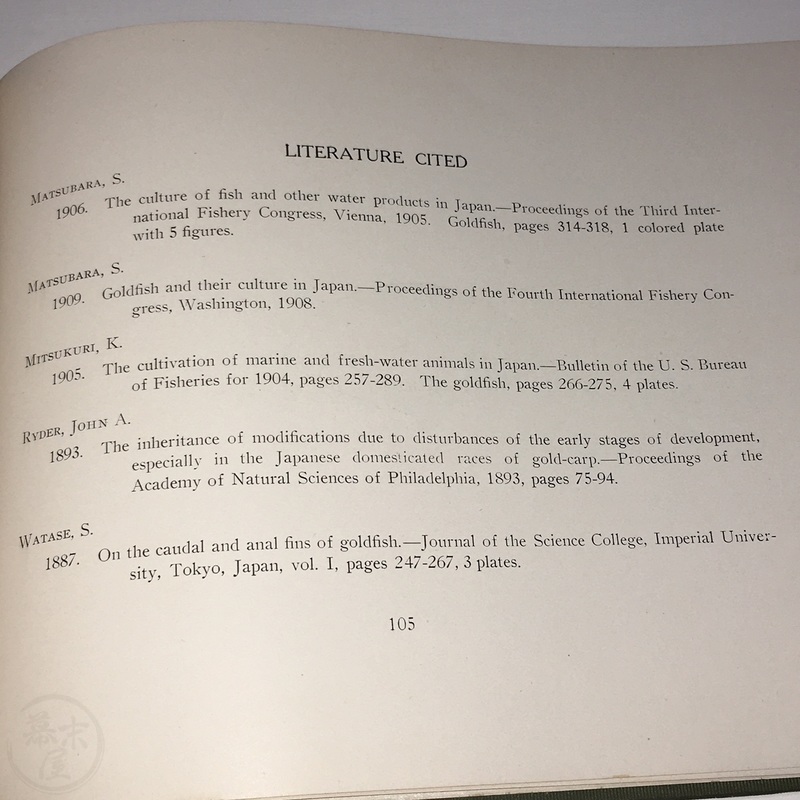 LITERATURE CITED
MATSUBARA, S.
1906. The culture of fish and other water products in Japan.—Proceedings of the Third Inter-
national Fishery Congress, Vienna, 1905. Goldfish, pages 314-318, 1 colored plate
with 5 figures.
MATSUBARA, S.
1909. Goldfish and their culture in Japan.—Proceedings of the Fourth International Fishery Con-
gress, Washington, 1908.
MITSUKURI, K.
1905. The cultivation of marine and fresh-water animals in Japan.—Bulletin of the U. S. Bureau
of Fisheries for 1904, pages 257-289. The goldfish, pages 266-275, 4 plates.
RYDER, JOHN A.
1893. The inheritance of modifications due to disturbances of the early stages of development,
especially in the Japanese domesticated races of gold-carp.—Proceedings of the
Academy of Natural Sciences of Philadelphia, 1893, pages 75-94.
WATASE, S.
1887. On the caudal and anal fins of goldfish.—Journal of the Science College, Imperial Univer-
sity, Tokyo, Japan, vol. I, pages 247-267, 3 plates.
105
幕末屋